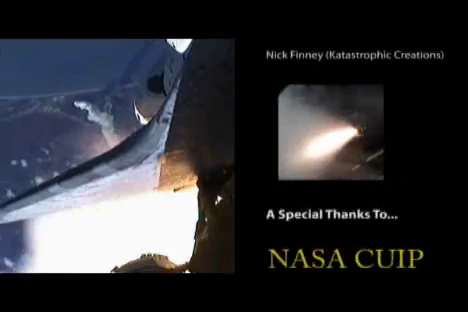 Nick Finney (Katastrophic Creations)
A Special Thanks To...
NASA CUIP